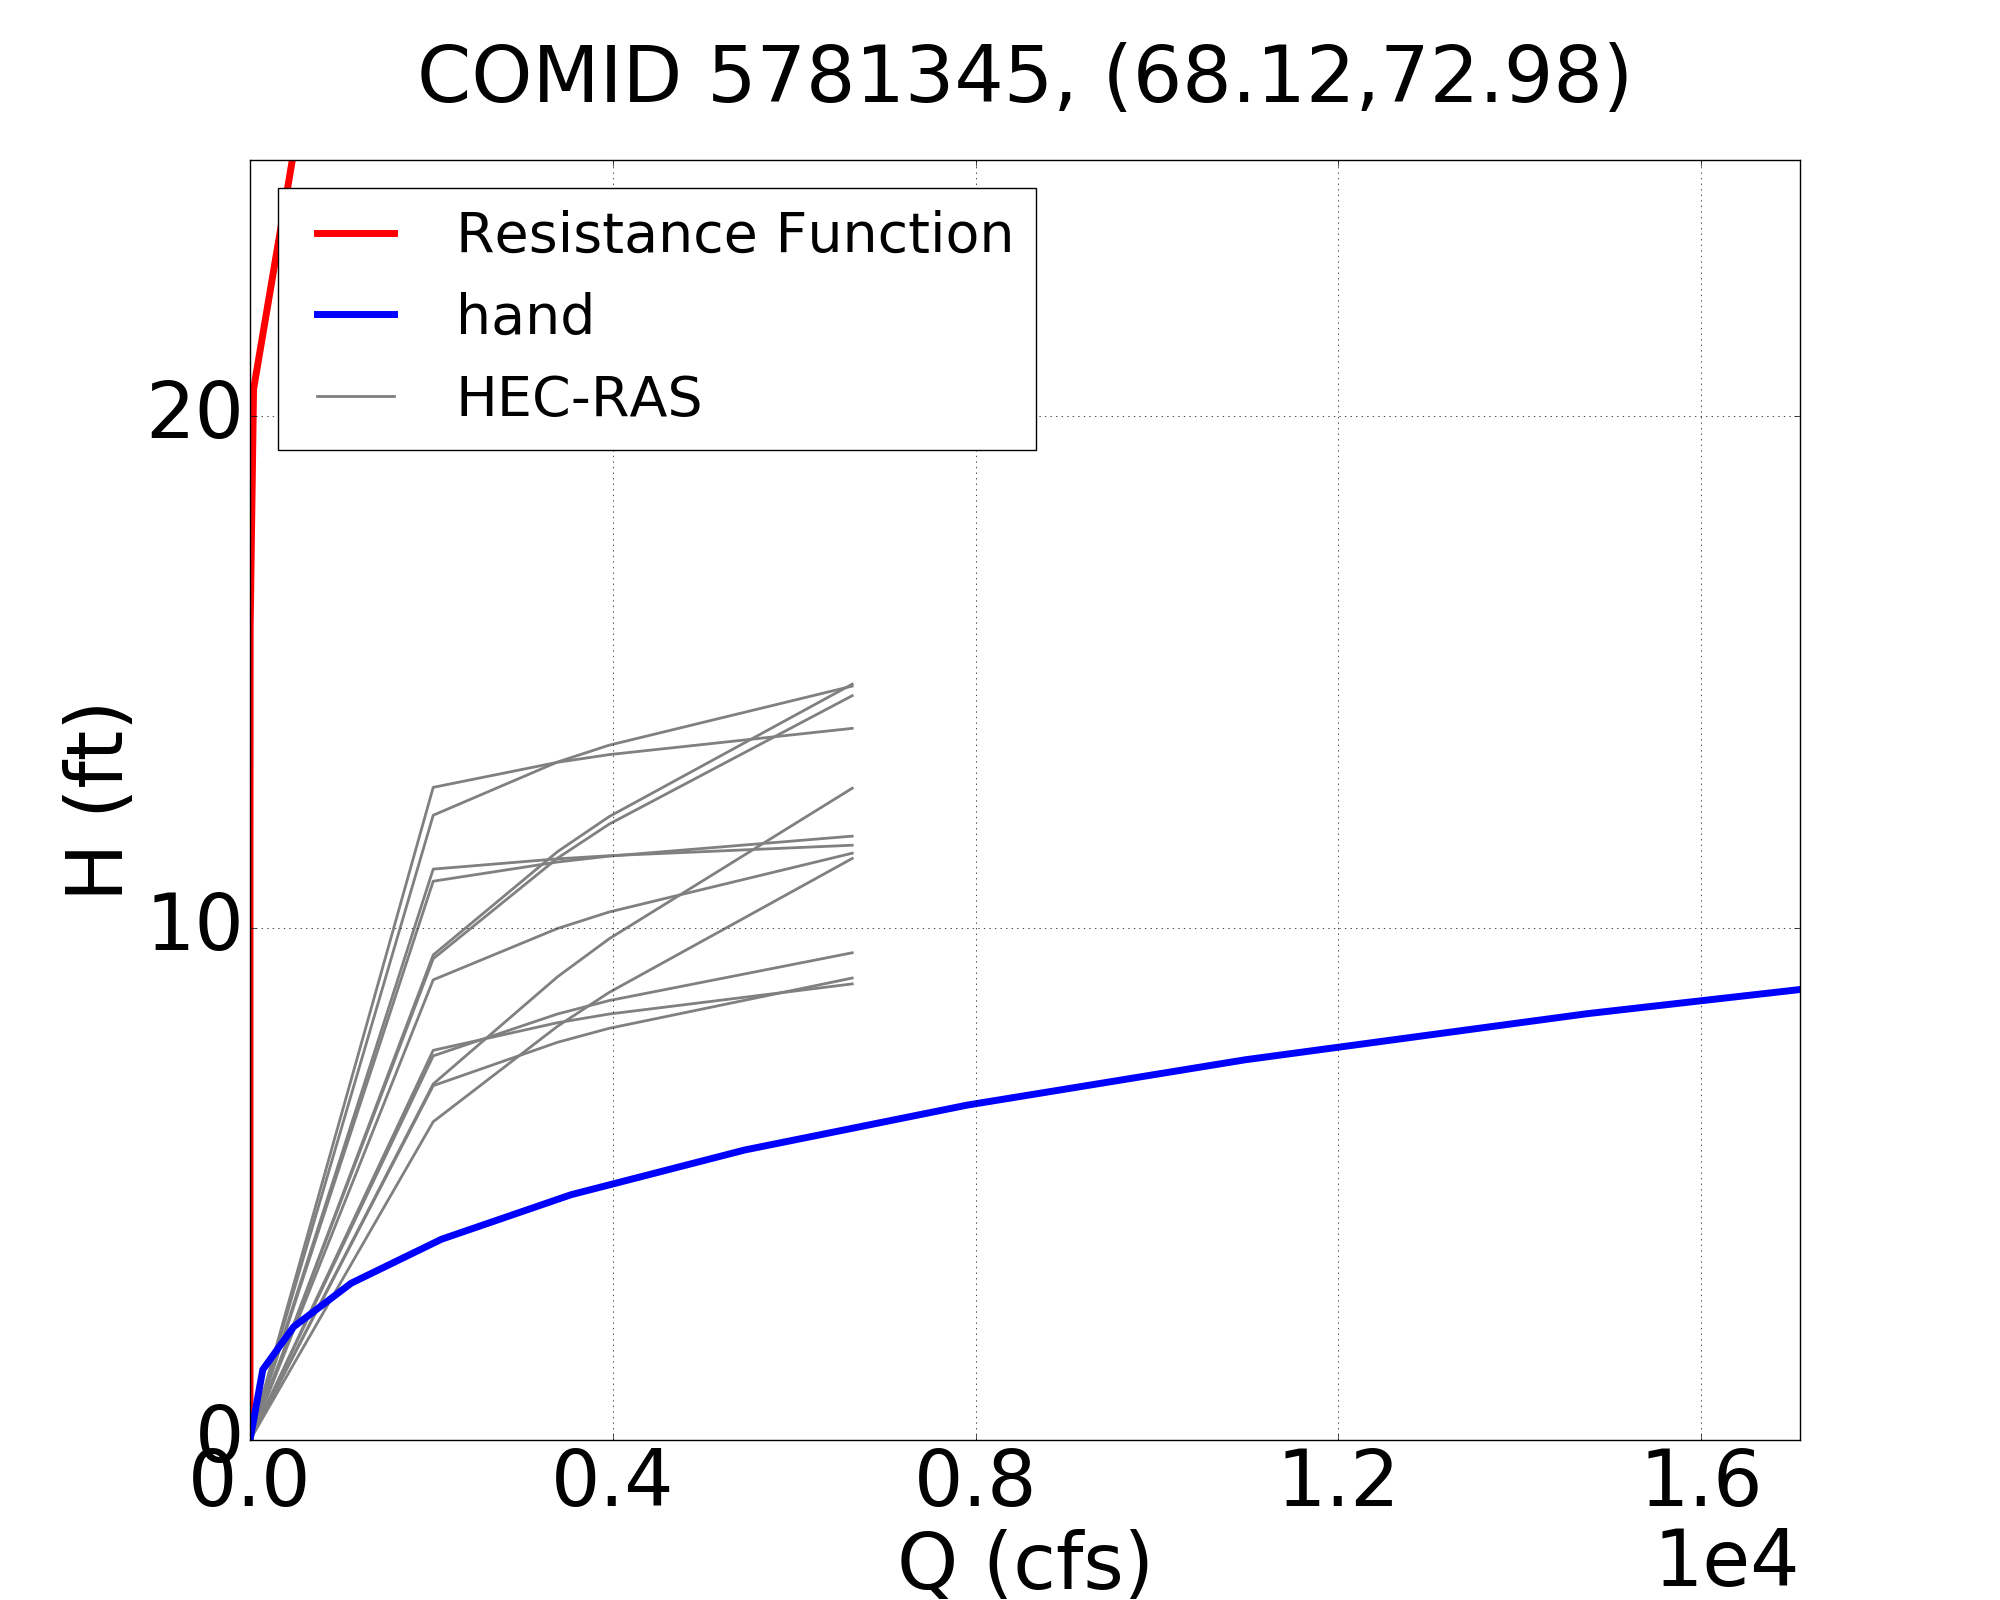 COMID 5781345, (68.12,72.98)
Resistance Function
hand
HEC-RAS
20
10
0
H (ft)
0.0 0.4 0.8 1.2 1.6
1e4
Q (cfs)